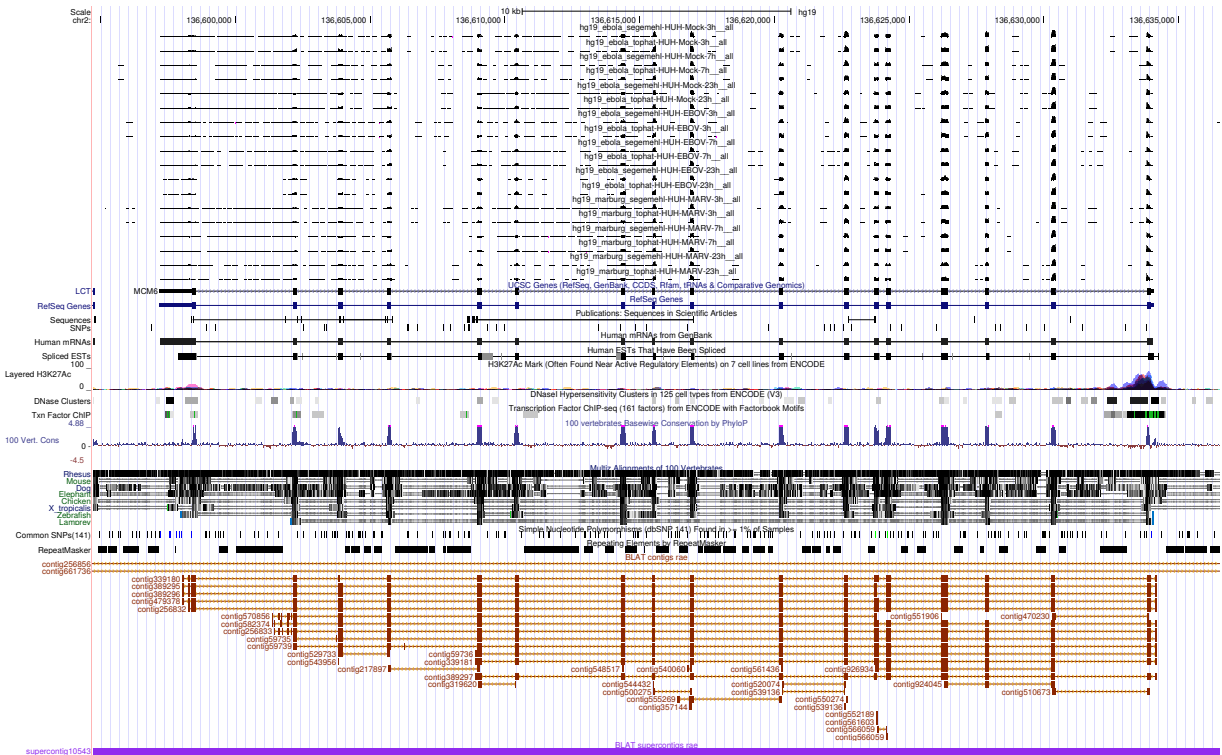 Scale 10 kb hg19
chr2: 136,600,000 136,605,000 136,610,000 136,615,000 136,620,000 136,625,000 136,630,000 136,635,000
hg19_ebola_segemehl-HUH-Mock-3h__all
hg19_ebola_tophat-HUH-Mock-3h__all
hg19_ebola_segemehl-HUH-Mock-7h__all
hg19_ebola_tophat-HUH-Mock-7h__all
hg19_ebola_segemehl-HUH-Mock-23h__all
hg19_ebola_tophat-HUH-Mock-23h__all
hg19_ebola_segemehl-HUH-EBOV-3h__all
hg19_ebola_tophat-HUH-EBOV-3h__all
hg19_ebola_segemehl-HUH-EBOV-7h__all
hg19_ebola_tophat-HUH-EBOV-7h__all
hg19_ebola_segemehl-HUH-EBOV-23h__all
hg19_ebola_tophat-HUH-EBOV-23h__all
hg19_marburg_segemehl-HUH-MARV-3h__all
hg19_marburg_tophat-HUH-MARV-3h__all
hg19_marburg_segemehl-HUH-MARV-7h__all
hg19_marburg_tophat-HUH-MARV-7h__all
hg19_marburg_segemehl-HUH-MARV-23h__all
hg19_marburg_tophat-HUH-MARV-23h__all
UCSC Genes (RefSeq, GenBank, CCDS, Rfam, tRNAs & Comparative Genomics)
LCT MCM6
RefSeq Genes
RefSeq Genes
Publications: Sequences in Scientific Articles
Sequences
SNPs
Human mRNAs from GenBank
Human mRNAs
Human ESTs That Have Been Spliced
Spliced ESTs
100
H3K27Ac Mark (Often Found Near Active Regulatory Elements) on 7 cell lines from ENCODE
Layered H3K27Ac
0
DNaseI Hypersensitivity Clusters in 125 cell types from ENCODE (V3)
DNase Clusters
Transcription Factor ChIP-seq (161 factors) from ENCODE with Factorbook Motifs
Txn Factor ChIP
4.88
100 vertebrates Basewise Conservation by PhyloP
100 Vert. Cons
0
-4.5
Multiz Alignments of 100 Vertebrates
Rhesus
Mouse
Dog
Elephant
Chicken
X_tropicalis
Zebrafish
Lamprey
Simple Nucleotide Polymorphisms (dbSNP 141) Found in >= 1% of Samples
Common SNPs(141)
Repeating Elements by RepeatMasker
RepeatMasker
BLAT contigs rae
contig256856
contig661736
contig339180
contig389295
contig389296
contig479378
contig256832
contig570856 contig551906 contig470230
contig582374
contig256833
contig59735
contig59739
contig529733 contig59736
contig543956 contig339181
contig217897 contig548517 contig540060 contig561436 contig926934
contig389297
contig319620 contig544432 contig520074 contig924045
contig500275 contig539136 contig510673
contig555269 contig550274
contig357144 contig539136
contig552189
contig561603
contig566059
contig566059
BLAT supercontigs rae
supercontig10543